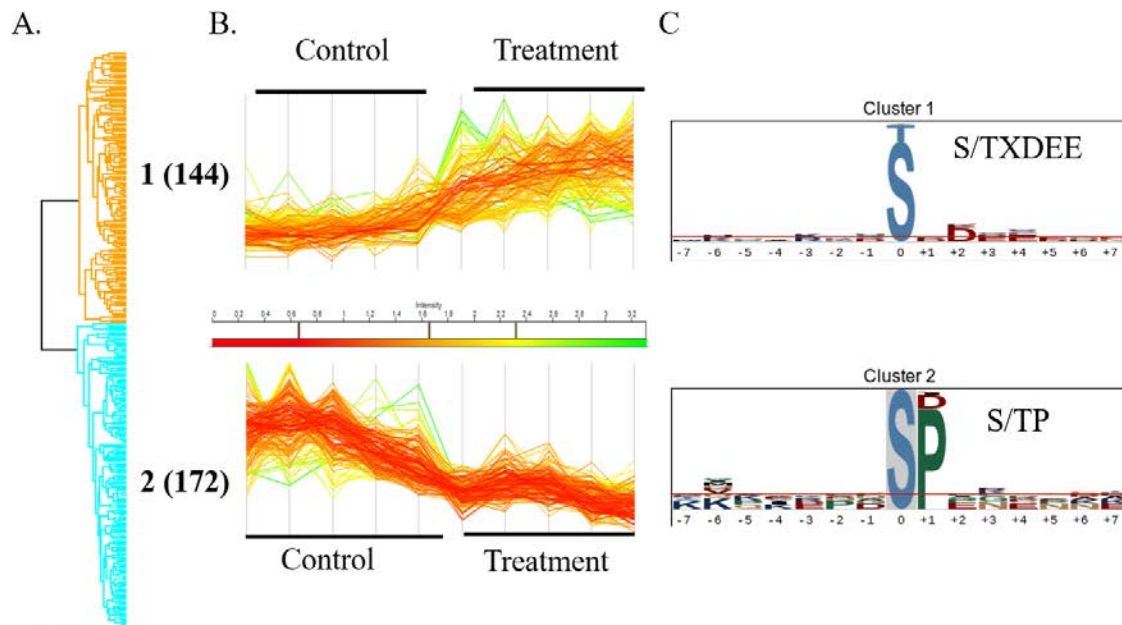 A.
B.
C
Control
Treatment
1 (144)
Cluster 1
S/TXDEE
T
S
D
-7 -6 -5 -4 -3 -2 -1 0 +1 +2 +3 +4 +5 +6 +7
Intensity
0 0,2 0,4 0,6 0,8 1 1,2 1,4 1,6 1,8 2 2,2 2,4 2,6 2,8 3 3,2
2 (172)
Cluster 2
S/TP
S
D
P
-7 -6 -5 -4 -3 -2 -1 0 +1 +2 +3 +4 +5 +6 +7
Control
Treatment